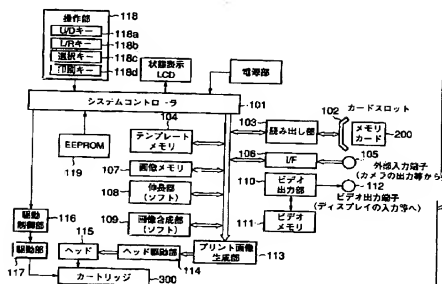 操作部
118
U/Dキー
118a
L/Rキー
118b
選択キー
118c
印刷キー
118d
状態表示
LCD
電源部
システムコントローラ
101
104
テンプレートメモリ
103
読み出し部
102
カードスロット
メモリ
カード
200
EEPROM
119
107
画像メモリ
106
I/F
105
外部入力端子
(カメラの出力等から
108
伸長部
(ソフト)
110
ビデオ
出力部
112
ビデオ出力端子
(ディスプレイの入力等へ)
109
画像合成部
(ソフト)
111
ビデオ
メモリ
駆動
制御部
116
115
駆動部
117
ヘッド
ヘッド駆動部
114
プリント画像
生成部
113
カートリッジ
300